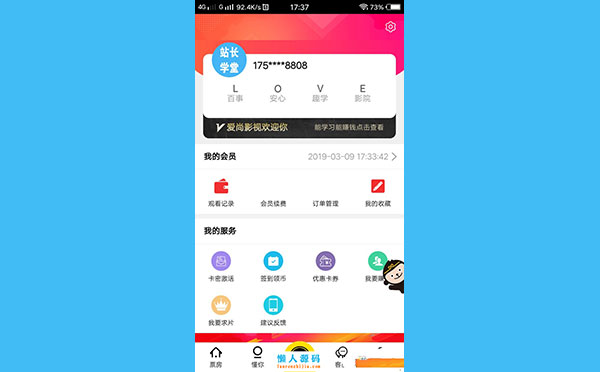 4G G 92.4K/s 17:37 73%
站长
学堂
175****8808
L O V E
百事 安心 趣学 影院
爱尚影视欢迎你 能学习能赚钱点击查看
我的会员 2019-03-09 17:33:42
观看记录 会员续费 订单管理 我的收藏
我的服务
卡密激活 签到领币 优惠卡券 我要
我要求片 建议反馈
懒人源码
票房 懂你 lanrenzhijia.com 客